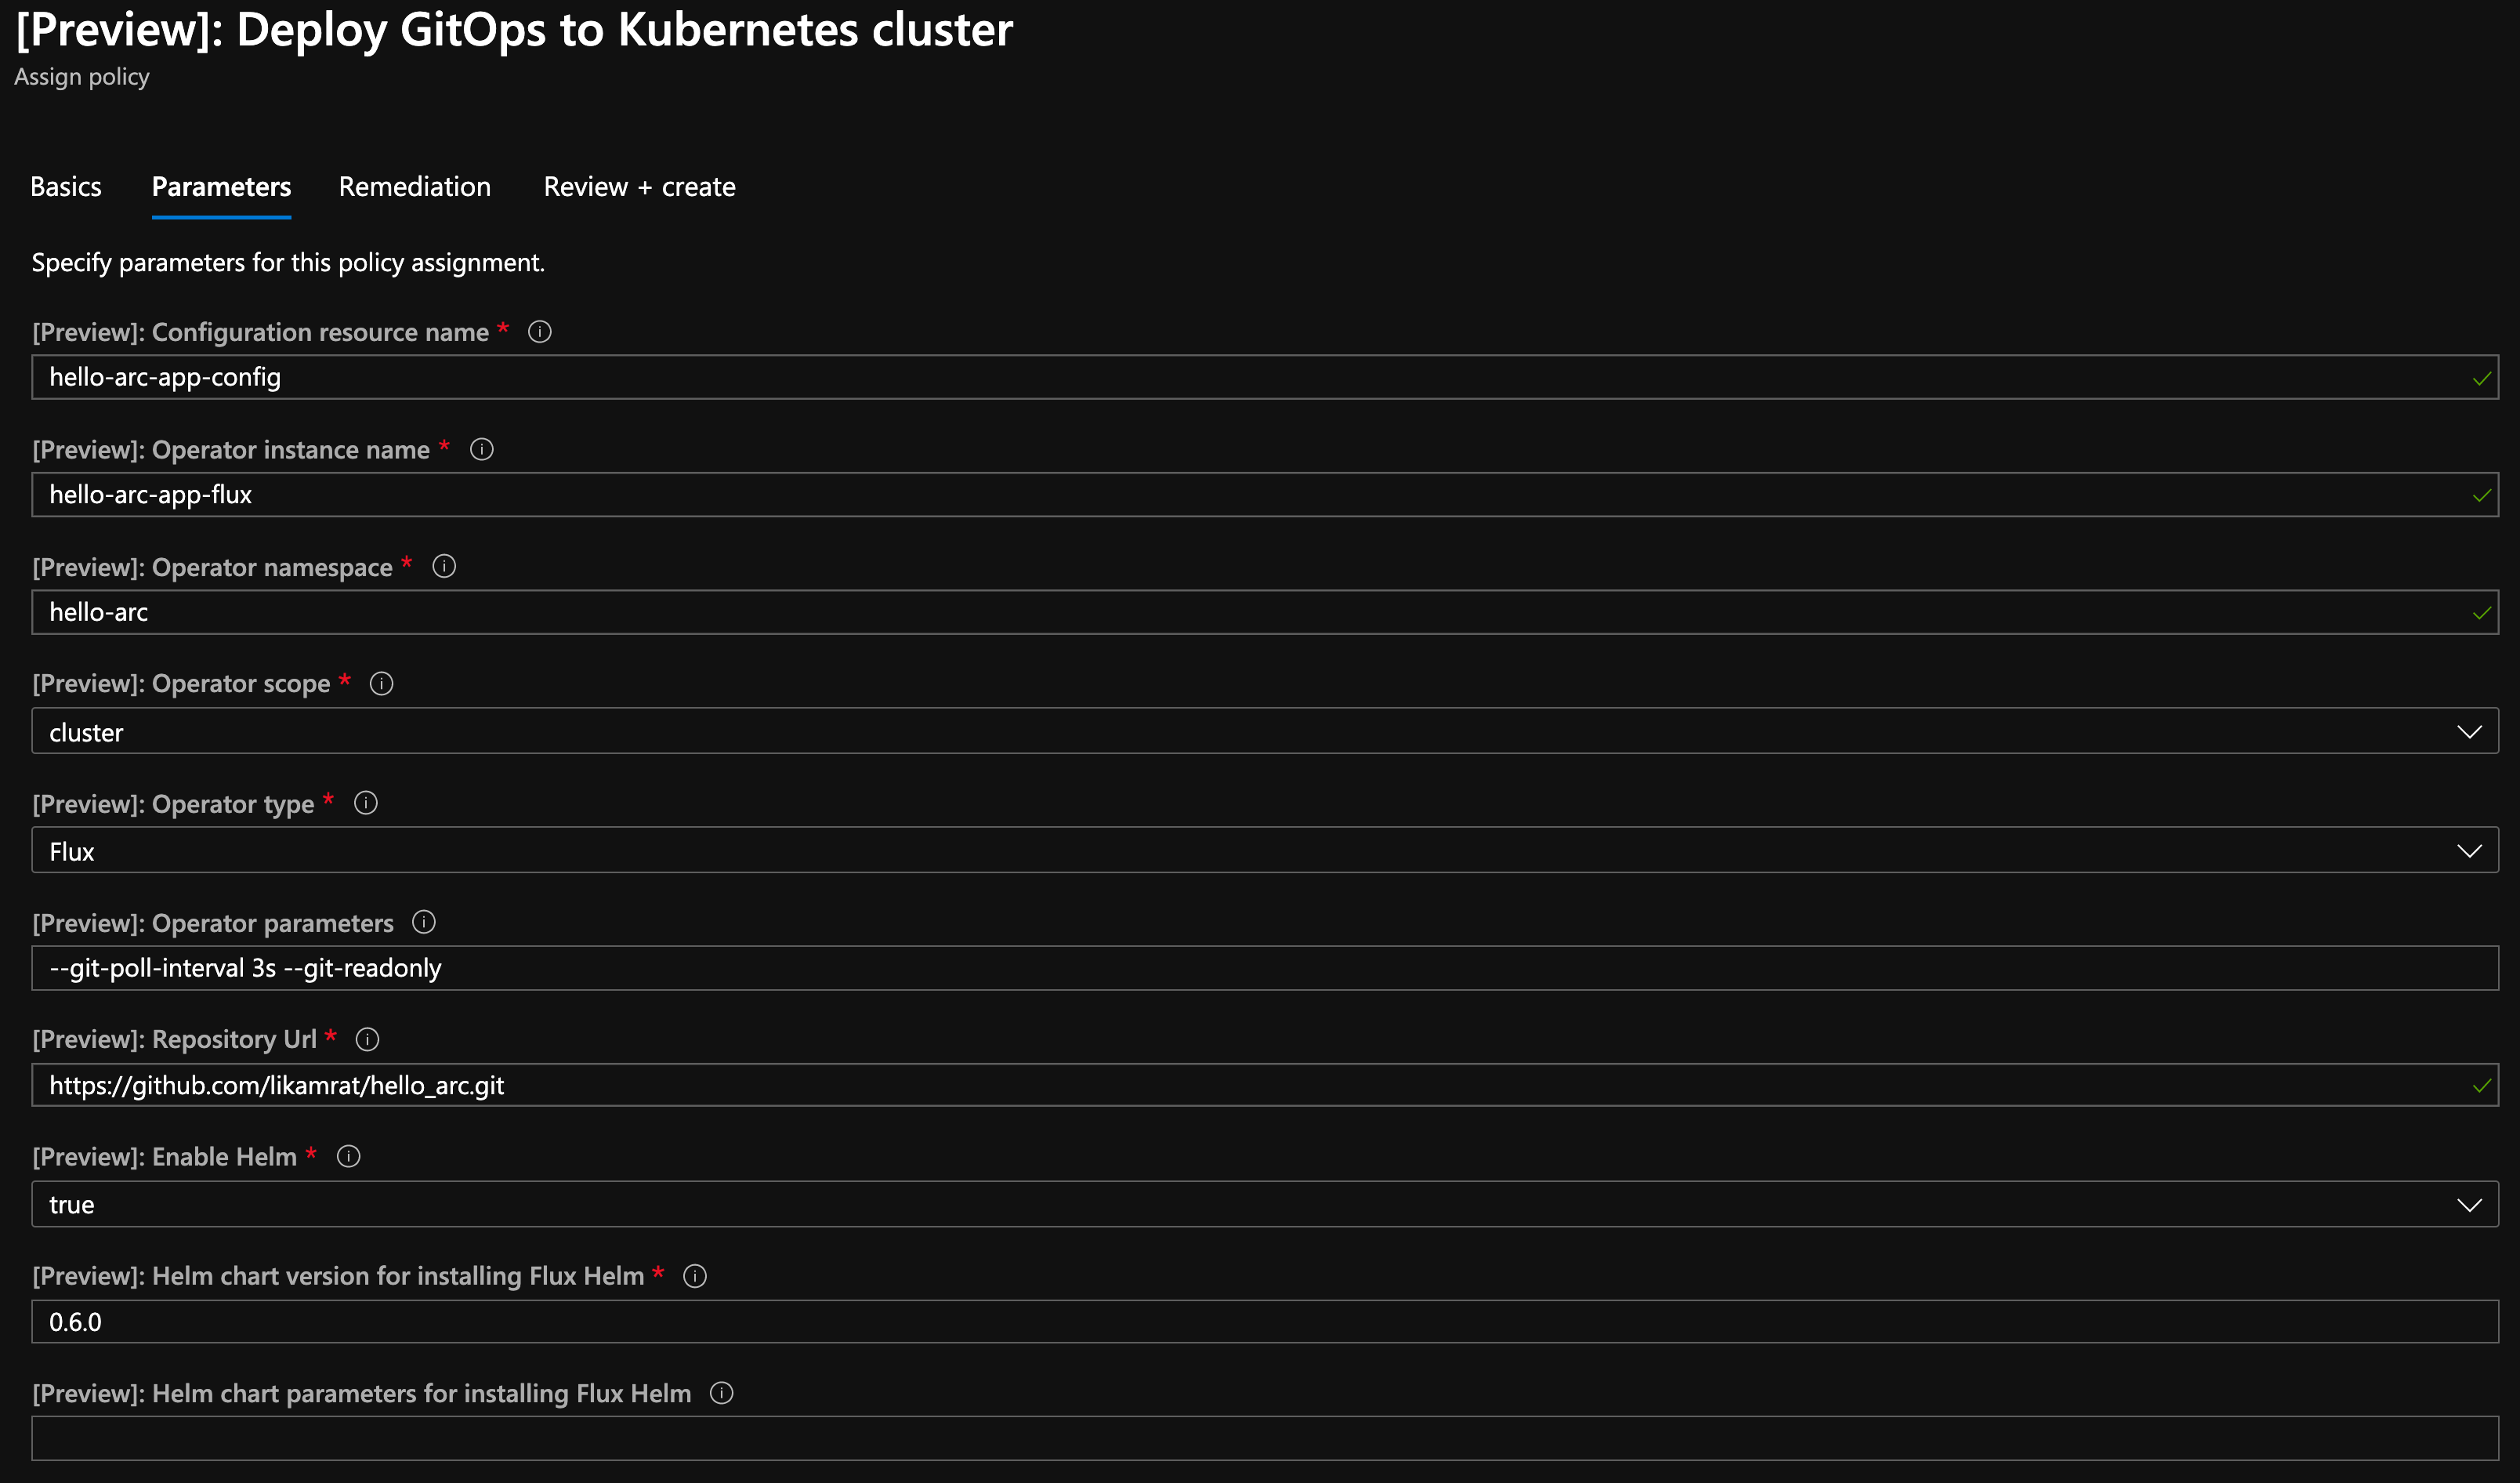 [Preview]: Deploy GitOps to Kubernetes cluster
Assign policy
Basics Parameters Remediation Review + create
Specify parameters for this policy assignment.
[Preview]: Configuration resource name *
hello-arc-app-config
[Preview]: Operator instance name *
hello-arc-app-flux
[Preview]: Operator namespace *
hello-arc
[Preview]: Operator scope *
cluster
[Preview]: Operator type *
Flux
[Preview]: Operator parameters
--git-poll-interval 3s --git-readonly
[Preview]: Repository Url *
https://github.com/likamrat/hello_arc.git
[Preview]: Enable Helm *
true
[Preview]: Helm chart version for installing Flux Helm *
0.6.0
[Preview]: Helm chart parameters for installing Flux Helm